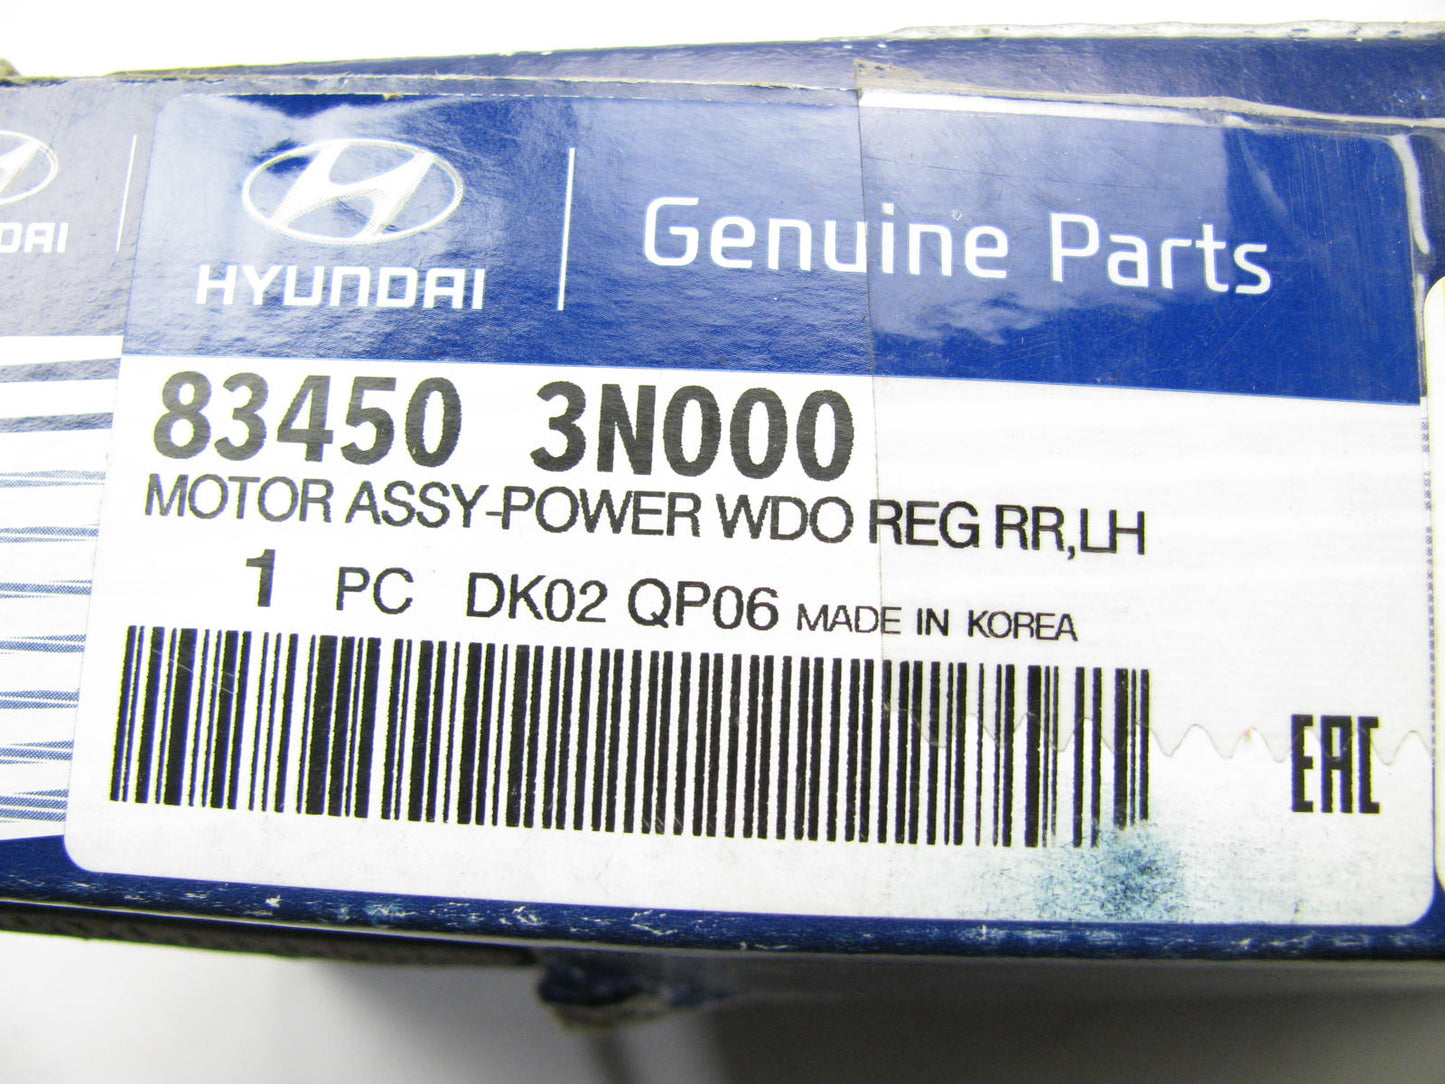 HYUNDAI
Genuine Parts
83450 3N000
MOTOR ASSY-POWER WDO REG RR,LH
1 PC DK02 QP06 MADE IN KOREA
EAC
DAI